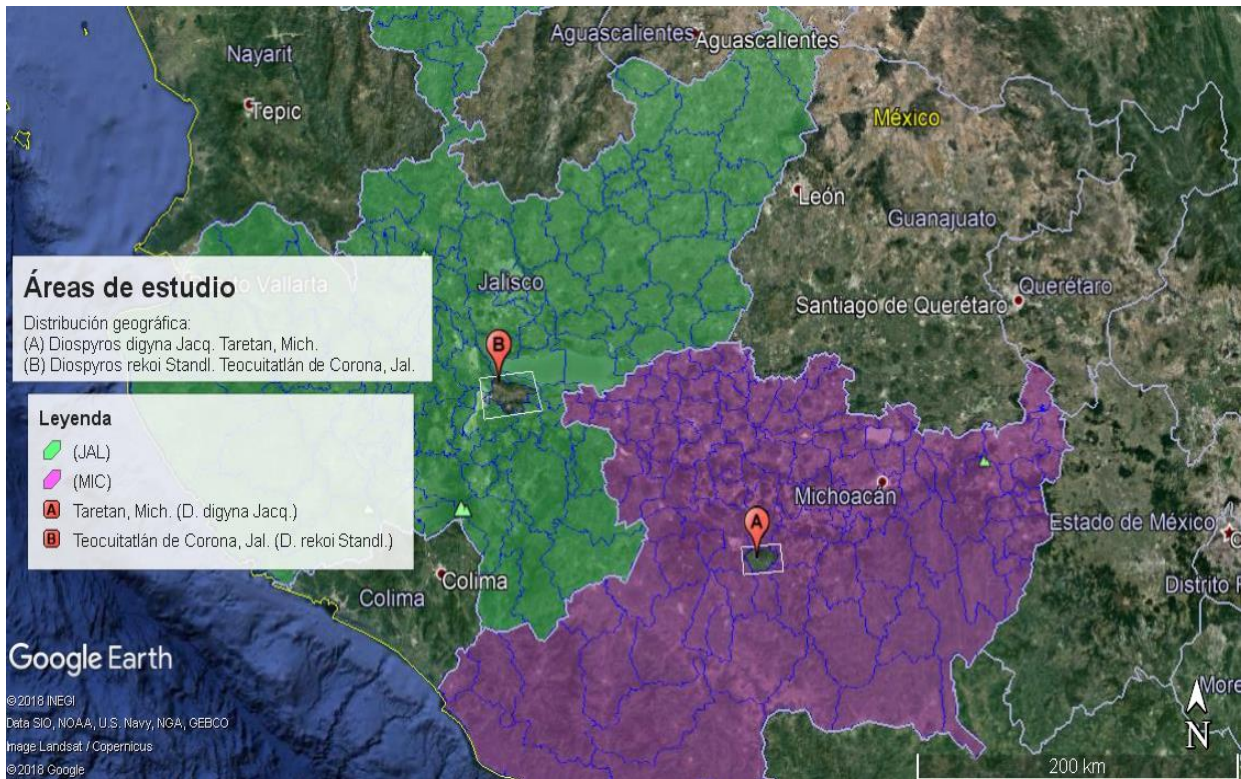 Nayarit
Tepic
Aguascalientes
Aguascalientes
México
León
Guanajuato
Jalisco
Vallarta
Santiago de Querétaro
Querétaro
Áreas de estudio
Distribución geográfica:
(A) Diospyros digyna Jacq. Taretan, Mich.
(B) Diospyros rekoi Standl. Teocuitatlán de Corona, Jal.
B
Leyenda
(JAL)
(MIC)
A Taretan, Mich. (D. digyna Jacq.)
B Teocuitatlán de Corona, Jal. (D. rekoi Standl.)
Michoacán
A
Estado de México
Colima
Colima
Distrito
Google Earth
©2018 INEGI
Data SIO, NOAA, U.S. Navy, NGA, GEBCO
Image Landsat / Copernicus
©2018 Google
More
N
200 km